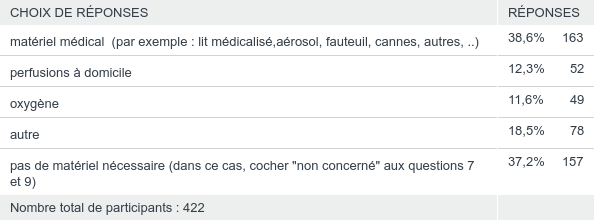 CHOIX DE RÉPONSES RÉPONSES
matériel médical  (par exemple : lit médicalisé,aérosol, fauteuil, cannes, autres, ..) 38,6% 163
perfusions à domicile 12,3% 52
oxygène 11,6% 49
autre 18,5% 78
pas de matériel nécessaire (dans ce cas, cocher "non concerné" aux questions 7 37,2% 157
et 9)
Nombre total de participants : 422